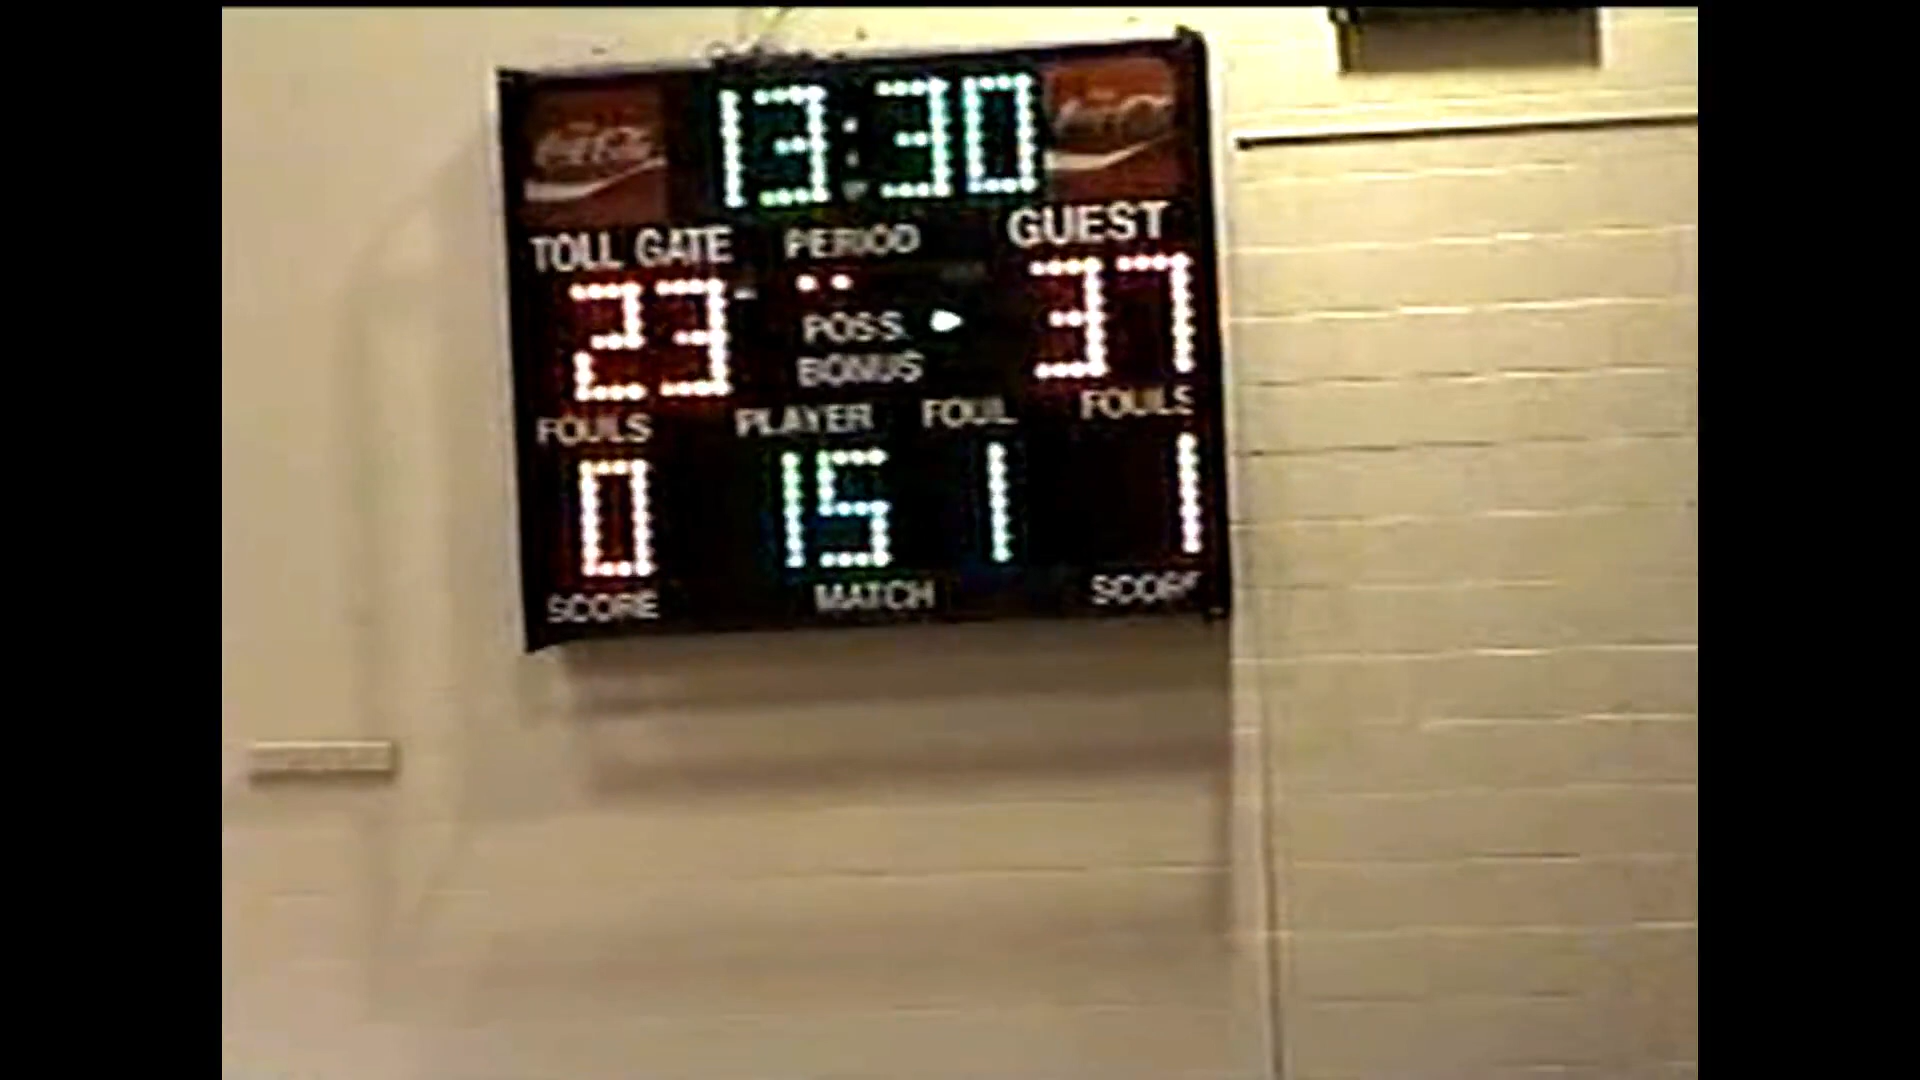 13:30
TOLL GATE PERIOD GUEST
23 37
POSS.
BONUS
FOULS PLAYER FOUL FOULS
0 15 1 1
SCORE MATCH SCORE